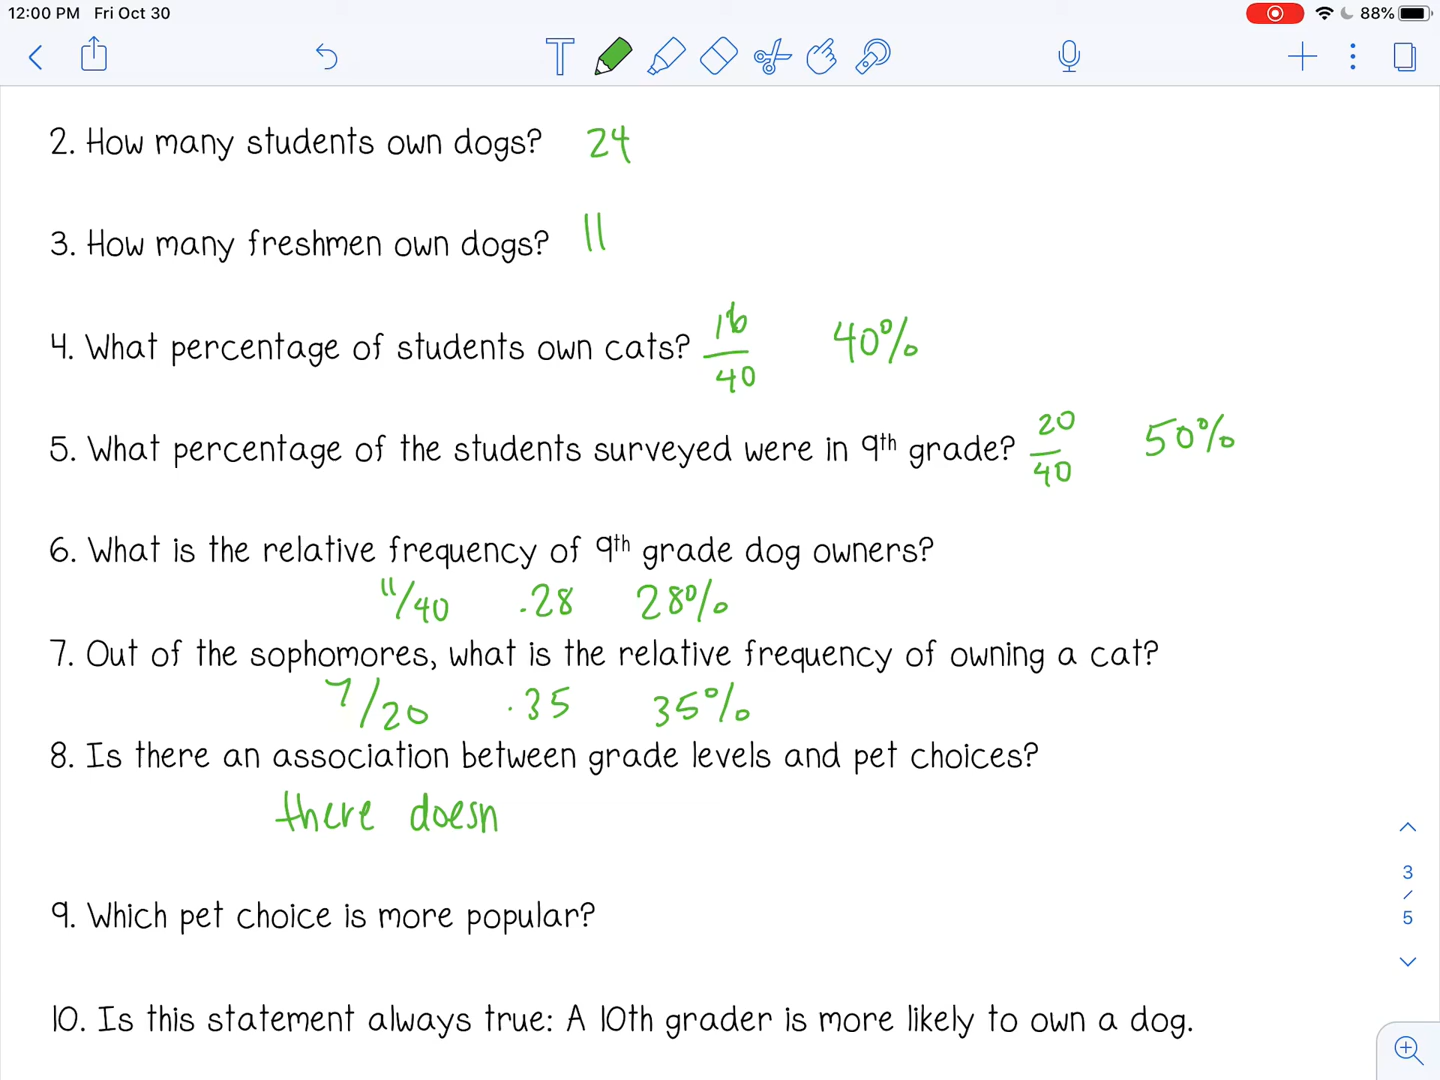 12:00 PM Fri Oct 30 88%
T
2. How many students own dogs? 24
3. How many freshmen own dogs? 11
4. What percentage of students own cats? 16/40 40%
5. What percentage of the students surveyed were in 9th grade? 20/40 50%
6. What is the relative frequency of 9th grade dog owners?
11/40 .28 28%
7. Out of the sophomores, what is the relative frequency of owning a cat?
7/20 .35 35%
8. Is there an association between grade levels and pet choices?
there doesn
9. Which pet choice is more popular?
10. Is this statement always true: A 10th grader is more likely to own a dog.
3
/
5